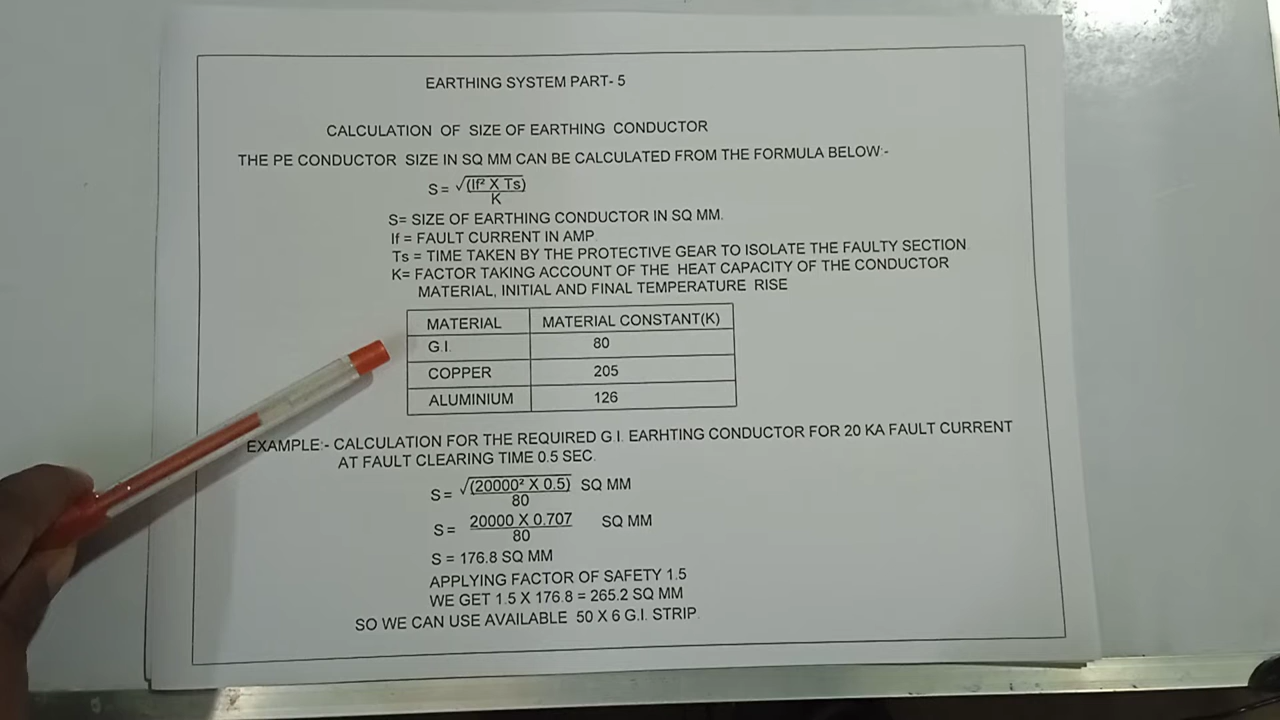 EARTHING SYSTEM PART- 5
CALCULATION OF SIZE OF EARTHING CONDUCTOR
THE PE CONDUCTOR SIZE IN SQ MM CAN BE CALCULATED FROM THE FORMULA BELOW:-
S= √(If² X Ts)
K
S= SIZE OF EARTHING CONDUCTOR IN SQ MM.
If = FAULT CURRENT IN AMP
Ts = TIME TAKEN BY THE PROTECTIVE GEAR TO ISOLATE THE FAULTY SECTION
K= FACTOR TAKING ACCOUNT OF THE HEAT CAPACITY OF THE CONDUCTOR
MATERIAL, INITIAL AND FINAL TEMPERATURE RISE
MATERIAL MATERIAL CONSTANT(K)
G.I. 80
COPPER 205
ALUMINIUM 126
EXAMPLE:- CALCULATION FOR THE REQUIRED G.I. EARHTING CONDUCTOR FOR 20 KA FAULT CURRENT
AT FAULT CLEARING TIME 0.5 SEC.
S= √(20000² X 0.5) SQ MM
80
S= 20000 X 0.707 SQ MM
80
S = 176.8 SQ MM
APPLYING FACTOR OF SAFETY 1.5
WE GET 1.5 X 176.8 = 265.2 SQ MM
SO WE CAN USE AVAILABLE 50 X 6 G.I. STRIP.